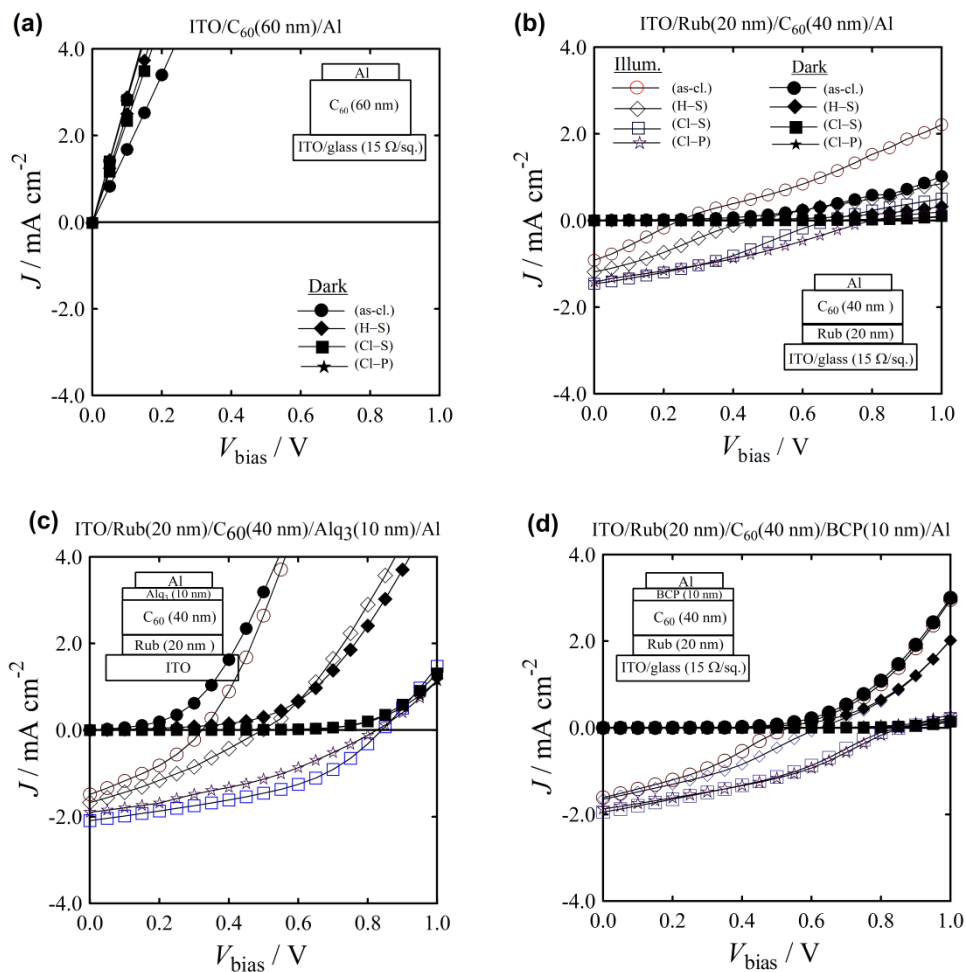 (a)
ITO/C60(60 nm)/Al
4.0
2.0
0.0
-2.0
-4.0
J / mA cm-2
Al
C60 (60 nm)
ITO/glass (15 Ω/sq.)
Dark
(as-cl.)
(H–S)
(Cl–S)
(Cl–P)
0.0 0.2 0.4 0.6 0.8 1.0
Vbias / V
(b)
ITO/Rub(20 nm)/C60(40 nm)/Al
4.0
2.0
0.0
-2.0
-4.0
J / mA cm-2
Illum. Dark
(as-cl.) (as-cl.)
(H–S) (H–S)
(Cl–S) (Cl–S)
(Cl–P) (Cl–P)
Al
C60 (40 nm )
Rub (20 nm)
ITO/glass (15 Ω/sq.)
0.0 0.2 0.4 0.6 0.8 1.0
Vbias / V
(c)
ITO/Rub(20 nm)/C60(40 nm)/Alq3(10 nm)/Al
4.0
2.0
0.0
-2.0
-4.0
J / mA cm-2
Al
Alq3 (10 nm)
C60 (40 nm)
Rub (20 nm )
ITO
0.0 0.2 0.4 0.6 0.8 1.0
Vbias / V
(d)
ITO/Rub(20 nm)/C60(40 nm)/BCP(10 nm)/Al
4.0
2.0
0.0
-2.0
-4.0
J / mA cm-2
Al
BCP (10 nm)
C60 (40 nm)
Rub (20 nm)
ITO/glass (15 Ω/sq.)
0.0 0.2 0.4 0.6 0.8 1.0
Vbias / V